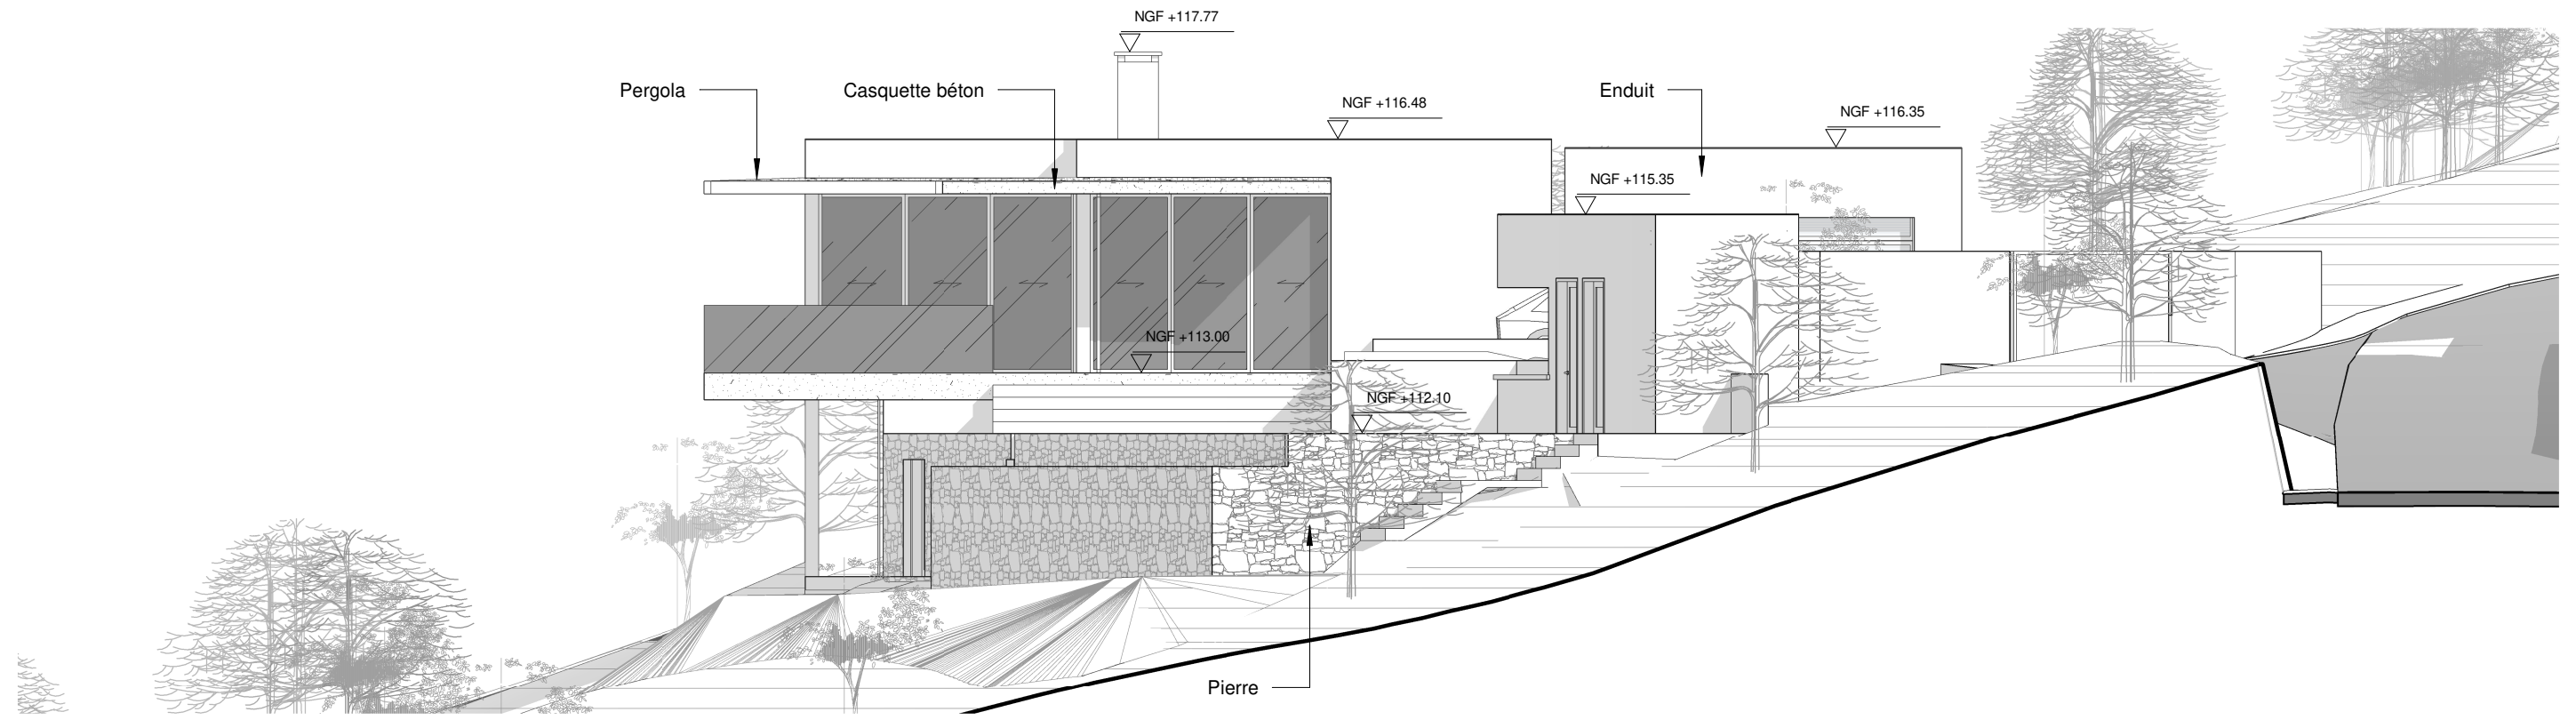 NGF +117.77
Pergola
Casquette béton
Enduit
NGF +116.48
NGF +116.35
NGF +115.35
NGF +113.00
NGF +112.10
Pierre